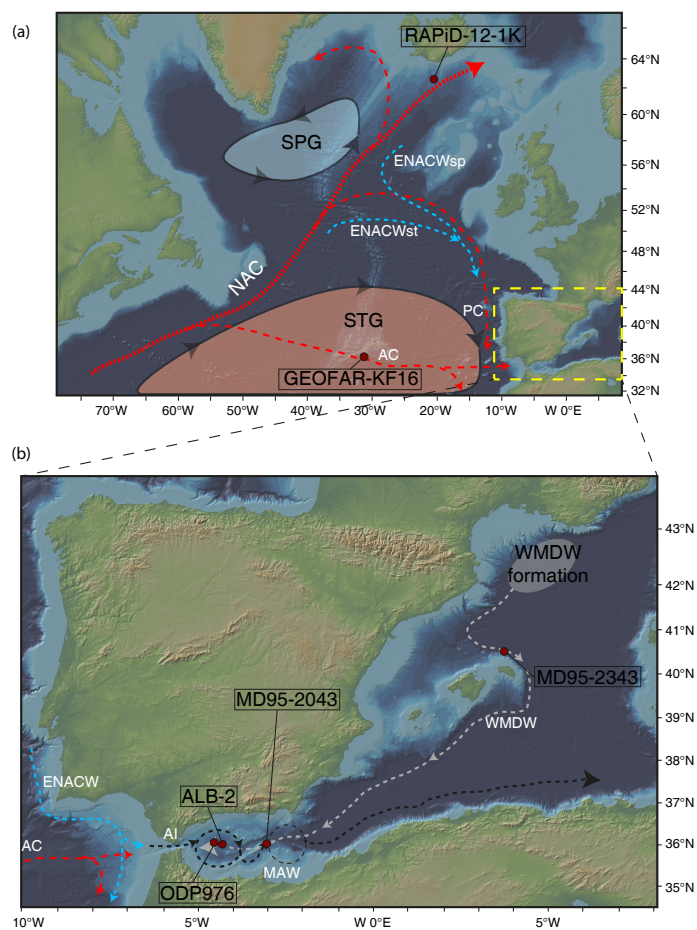 (a)
RAPiD-12-1K
64°N
60°N
SPG
ENACWsp
56°N
52°N
ENACWst
48°N
NAC
44°N
PC
STG
40°N
AC
36°N
GEOFAR-KF16
32°N
70°W
60°W
50°W
40°W
30°W
20°W
10°W
W 0°E
(b)
43°N
WMDW
formation
42°N
41°N
MD95-2343
40°N
MD95-2043
WMDW
39°N
38°N
ENACW
ALB-2
37°N
AI
AC
36°N
MAW
ODP976
35°N
10°W
5°W
W 0°E
5°W